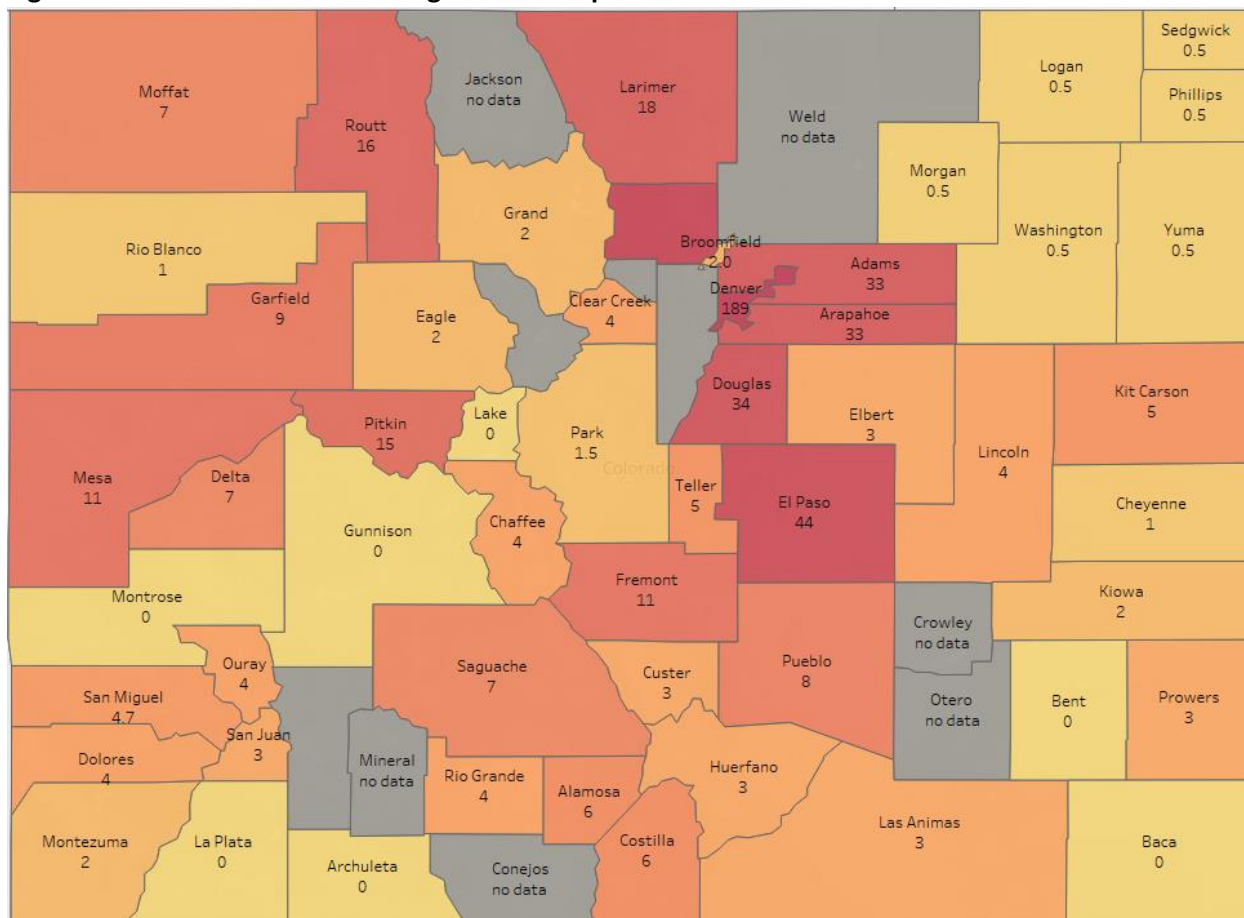 Moffat
7
Routt
16
Jackson
no data
Larimer
18
Weld
no data
Logan
0.5
Sedgwick
0.5
Phillips
0.5
Morgan
0.5
Washington
0.5
Yuma
0.5
Rio Blanco
1
Grand
2
Garfield
9
Eagle
2
Broomfield
2.0
Clear Creek
4
Denver
189
Adams
33
Arapahoe
33
Mesa
11
Delta
7
Pitkin
15
Lake
0
Park
1.5
Colorado
Douglas
34
Elbert
3
Lincoln
4
Kit Carson
5
Gunnison
0
Chaffee
4
Teller
5
El Paso
44
Cheyenne
1
Montrose
0
Fremont
11
Kiowa
2
Ouray
4
Saguache
7
Custer
3
Pueblo
8
Crowley
no data
Otero
no data
Bent
0
Prowers
3
San Miguel
4.7
San Juan
3
Dolores
4
Mineral
no data
Rio Grande
4
Alamosa
6
Huerfano
3
Montezuma
2
La Plata
0
Archuleta
0
Conejos
no data
Costilla
6
Las Animas
3
Baca
0